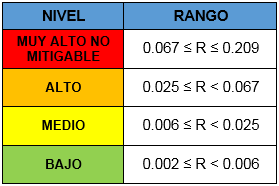 NIVEL RANGO
MUY ALTO NO
MITIGABLE
0.067 ≤ R ≤ 0.209
ALTO 0.025 ≤ R < 0.067
MEDIO 0.006 ≤ R < 0.025
BAJO 0.002 ≤ R < 0.006